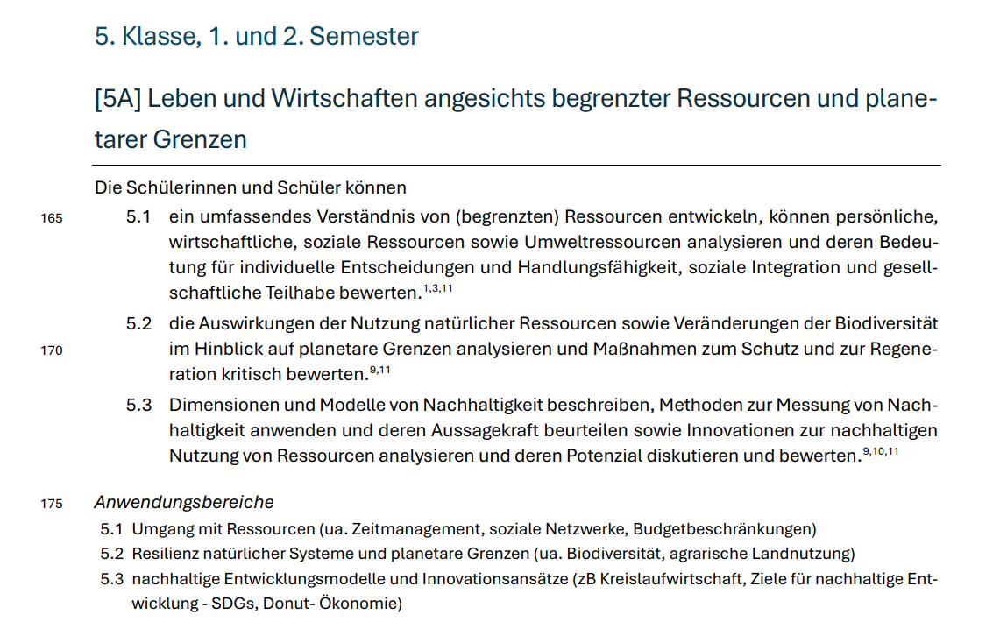 5. Klasse, 1. und 2. Semester
[5A] Leben und Wirtschaften angesichts begrenzter Ressourcen und plane-
tarer Grenzen
Die Schülerinnen und Schüler können
165 5.1 ein umfassendes Verständnis von (begrenzten) Ressourcen entwickeln, können persönliche,
wirtschaftliche, soziale Ressourcen sowie Umweltressourcen analysieren und deren Bedeu-
tung für individuelle Entscheidungen und Handlungsfähigkeit, soziale Integration und gesell-
schaftliche Teilhabe bewerten.1,3,11
5.2 die Auswirkungen der Nutzung natürlicher Ressourcen sowie Veränderungen der Biodiversität
170 im Hinblick auf planetare Grenzen analysieren und Maßnahmen zum Schutz und zur Regene-
ration kritisch bewerten.9,11
5.3 Dimensionen und Modelle von Nachhaltigkeit beschreiben, Methoden zur Messung von Nach-
haltigkeit anwenden und deren Aussagekraft beurteilen sowie Innovationen zur nachhaltigen
Nutzung von Ressourcen analysieren und deren Potenzial diskutieren und bewerten.9,10,11
175 Anwendungsbereiche
5.1 Umgang mit Ressourcen (ua. Zeitmanagement, soziale Netzwerke, Budgetbeschränkungen)
5.2 Resilienz natürlicher Systeme und planetare Grenzen (ua. Biodiversität, agrarische Landnutzung)
5.3 nachhaltige Entwicklungsmodelle und Innovationsansätze (zB Kreislaufwirtschaft, Ziele für nachhaltige Ent-
wicklung - SDGs, Donut- Ökonomie)